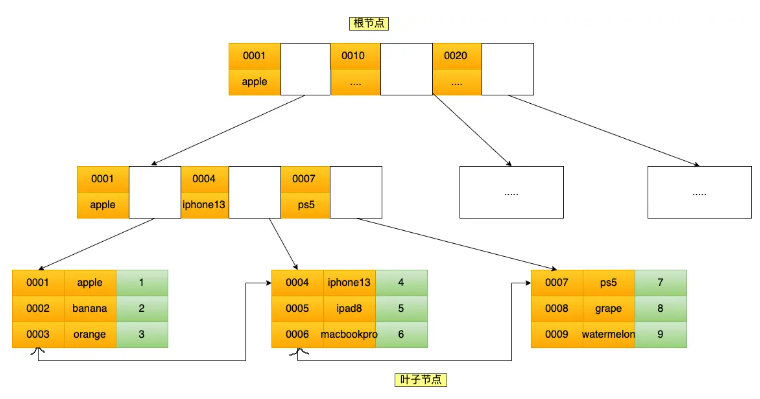 根节点
0001 0010 0020
apple .... ....
0001 0004 0007
apple iphone13 ps5
..... .....
0001 apple 1
0002 banana 2
0003 orange 3
0004 iphone13 4
0005 ipad8 5
0006 macbookpro 6
0007 ps5 7
0008 grape 8
0009 watermelon 9
叶子节点